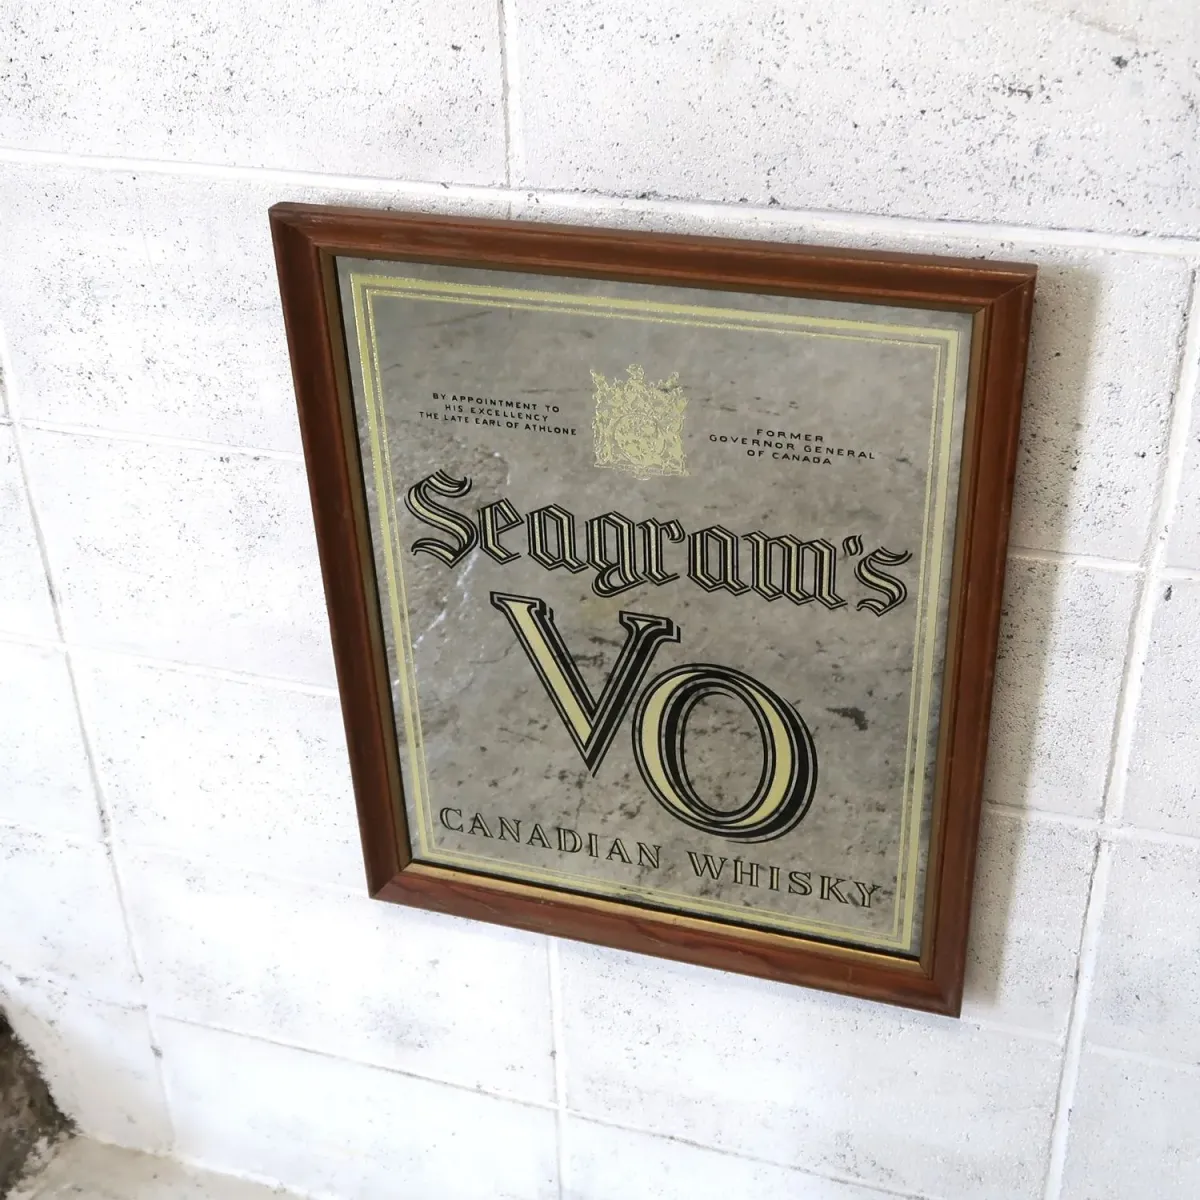 BY APPOINTMENT TO
HIS EXCELLENCY
THE LATE EARL OF ATHLONE
FORMER
GOVERNOR GENERAL
OF CANADA
Seagram's
VO
CANADIAN WHISKY